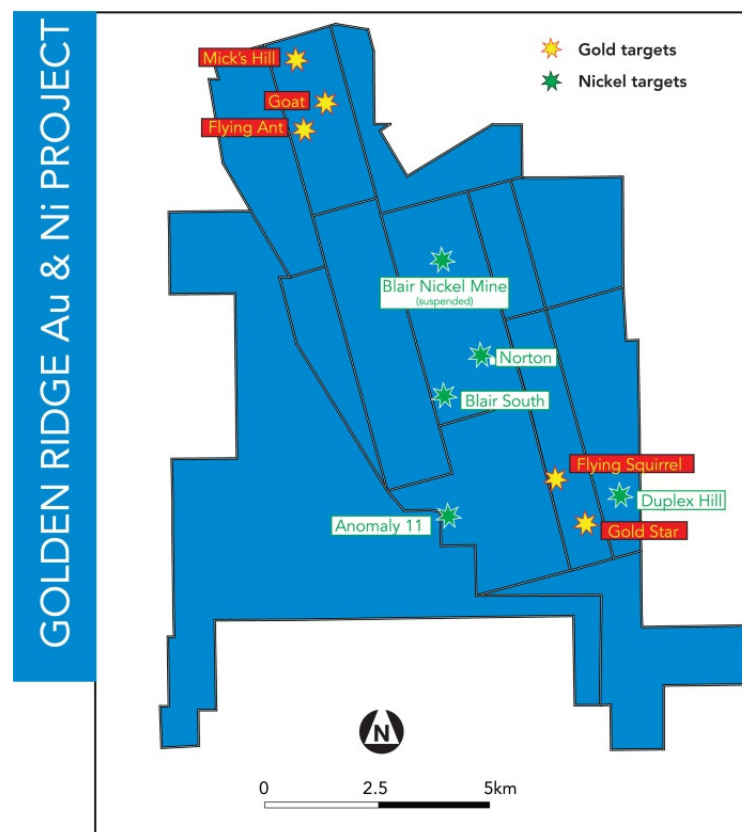 GOLDEN RIDGE Au & Ni PROJECT
Gold targets
Nickel targets
Mick's Hill
Goat
Flying Ant
Blair Nickel Mine
(suspended)
Norton
Blair South
Flying Squirrel
Duplex Hill
Anomaly 11
Gold Star
N
0 2.5 5km